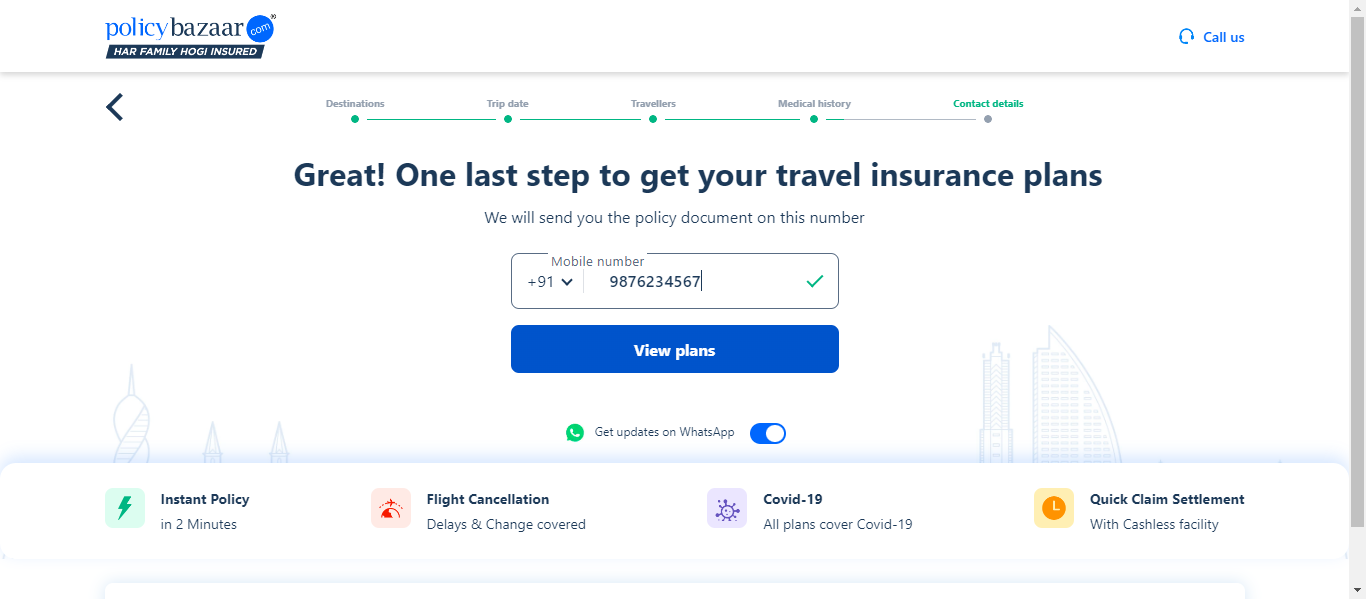 policybazaar.com®
HAR FAMILY HOGI INSURED
Call us
Destinations
Trip date
Travellers
Medical history
Contact details
Great! One last step to get your travel insurance plans
We will send you the policy document on this number
Mobile number
+91 9876234567
View plans
Get updates on WhatsApp
Instant Policy
in 2 Minutes
Flight Cancellation
Delays & Change covered
Covid-19
All plans cover Covid-19
Quick Claim Settlement
With Cashless facility